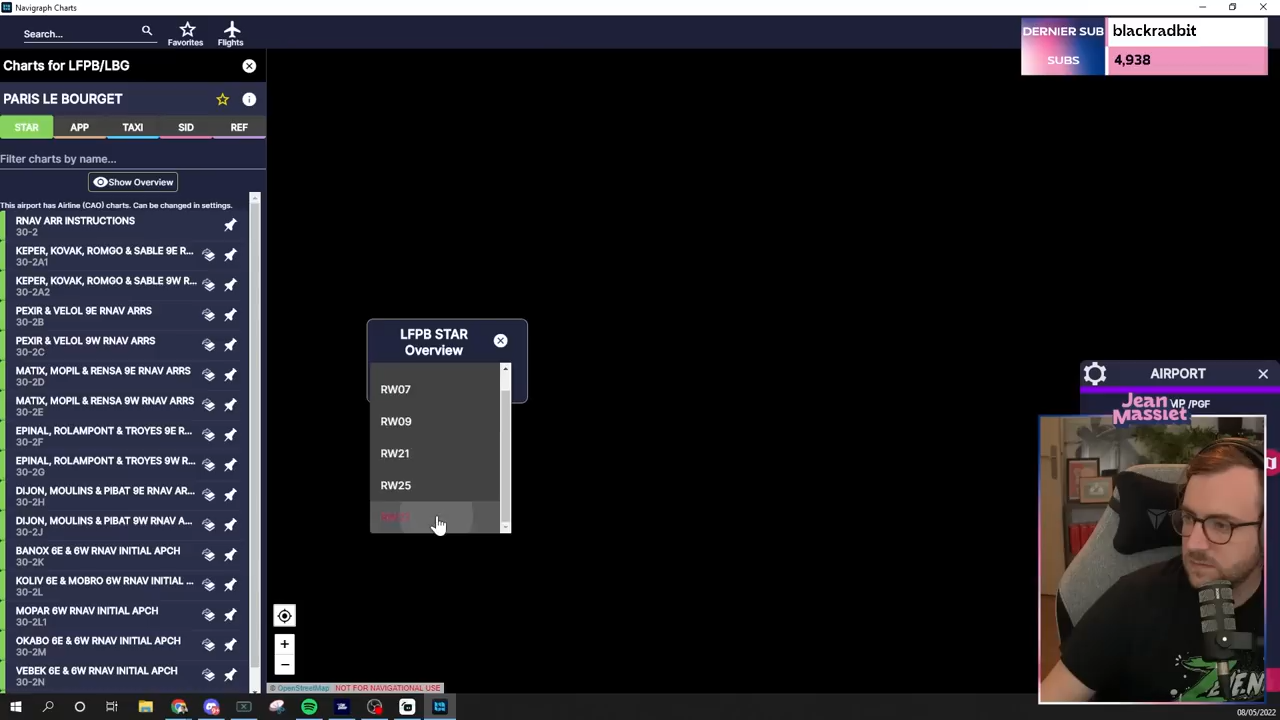 Navigraph Charts
Search...
Favorites
Flights
DERNIER SUB
blackradbit
SUBS
4,938
Charts for LFPB/LBG
PARIS LE BOURGET
STAR
APP
TAXI
SID
REF
Filter charts by name...
Show Overview
This airport has Airline (CAO) charts. Can be changed in settings.
RNAV ARR INSTRUCTIONS
30-2
KEPER, KOVAK, ROMGO & SABLE 9E R...
30-2A1
KEPER, KOVAK, ROMGO & SABLE 9W R...
30-2A2
PEXIR & VELOL 9E RNAV ARRS
30-2B
PEXIR & VELOL 9W RNAV ARRS
30-2C
MATIX, MOPIL & RENSA 9E RNAV ARRS
30-2D
MATIX, MOPIL & RENSA 9W RNAV ARRS
30-2E
EPINAL, ROLAMPONT & TROYES 9E R...
30-2F
EPINAL, ROLAMPONT & TROYES 9W R...
30-2G
DIJON, MOULINS & PIBAT 9E RNAV AR...
30-2H
DIJON, MOULINS & PIBAT 9W RNAV A...
30-2J
BANOX 6E & 6W RNAV INITIAL APCH
30-2K
KOLIV 6E & MOBRO 6W RNAV INITIAL ...
30-2L
MOPAR 6W RNAV INITIAL APCH
30-2L1
OKABO 6E & 6W RNAV INITIAL APCH
30-2M
VEBEK 6E & 6W RNAV INITIAL APCH
30-2N
LFPB STAR
Overview
RW07
RW09
RW21
RW25
AIRPORT
MP /PGF
Jean
Massiet
+
−
© OpenStreetMap
NOT FOR NAVIGATIONAL USE
08/05/2022